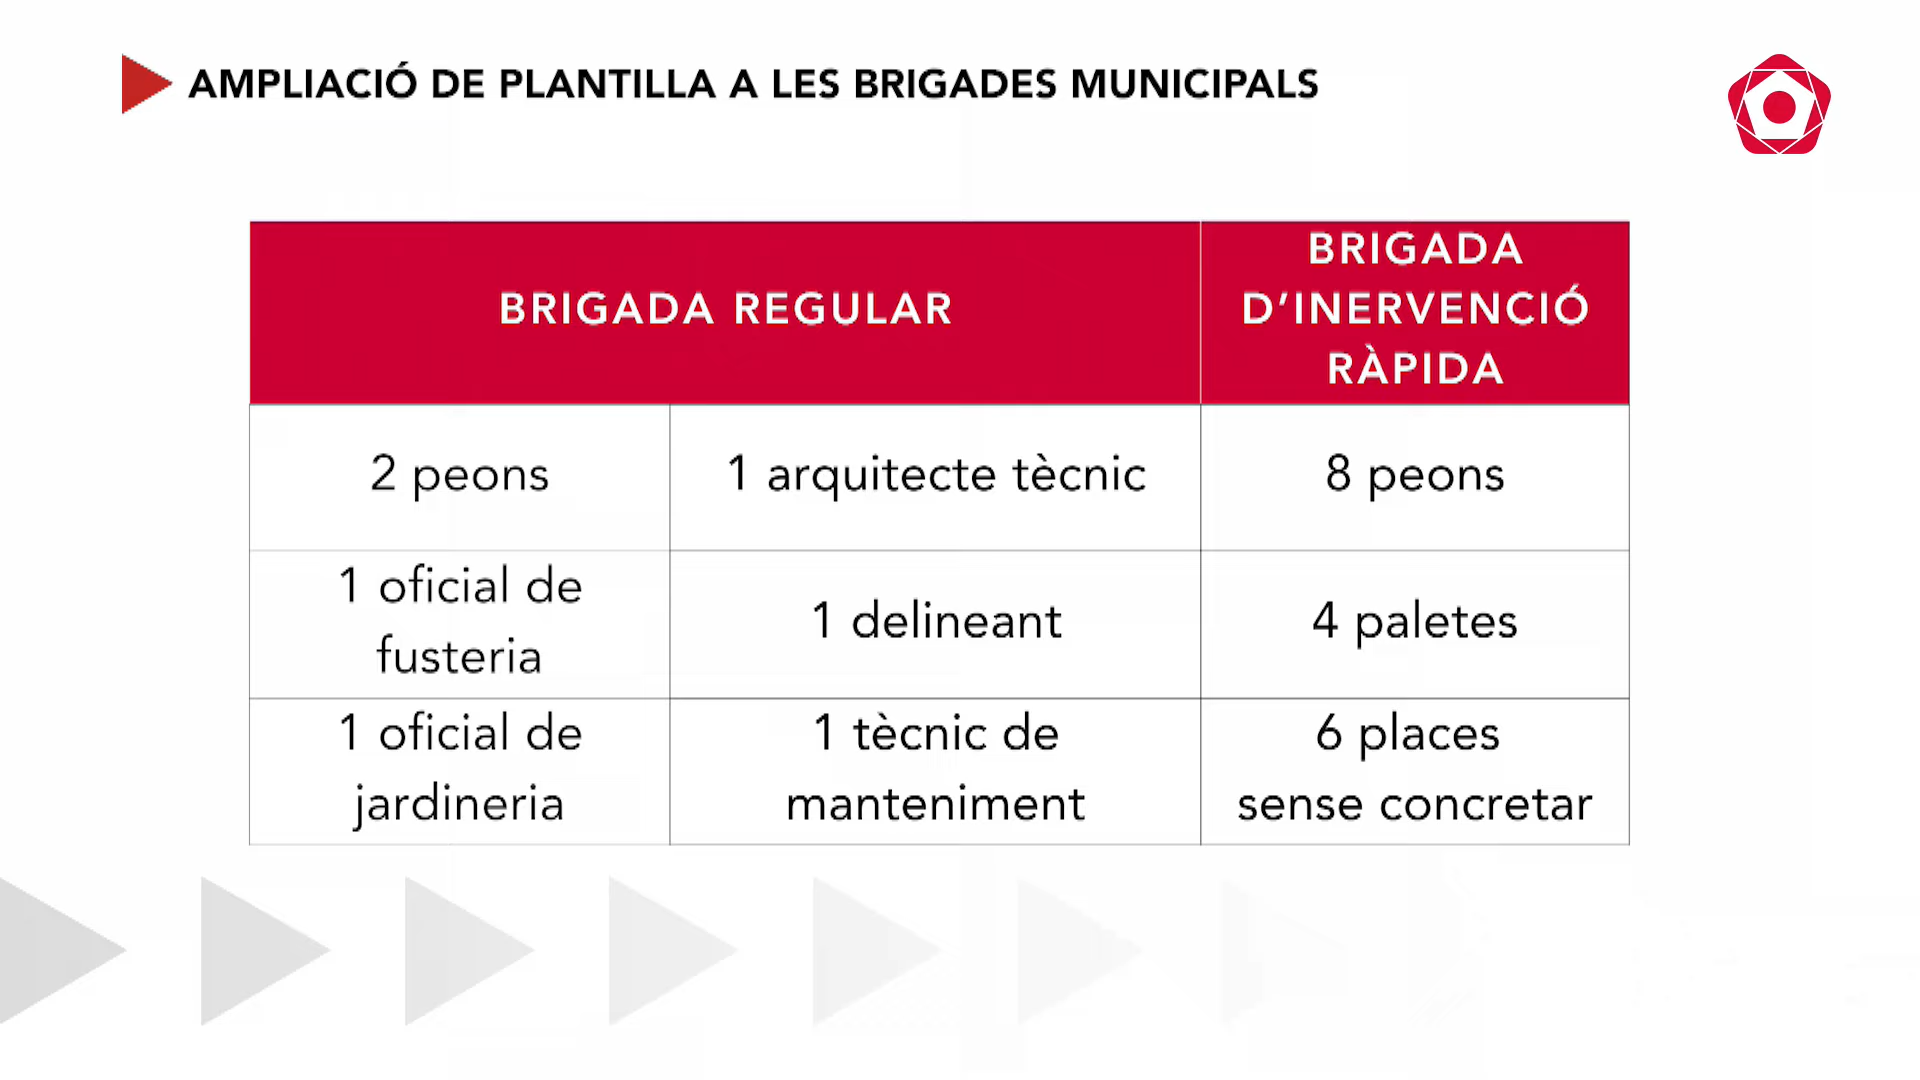 AMPLIACIÓ DE PLANTILLA A LES BRIGADES MUNICIPALS
BRIGADA REGULAR
BRIGADA
D’INERVENCIÓ
RÀPIDA
2 peons
1 arquitecte tècnic
8 peons
1 oficial de
fusteria
1 delineant
4 paletes
1 oficial de
jardineria
1 tècnic de
manteniment
6 places
sense concretar